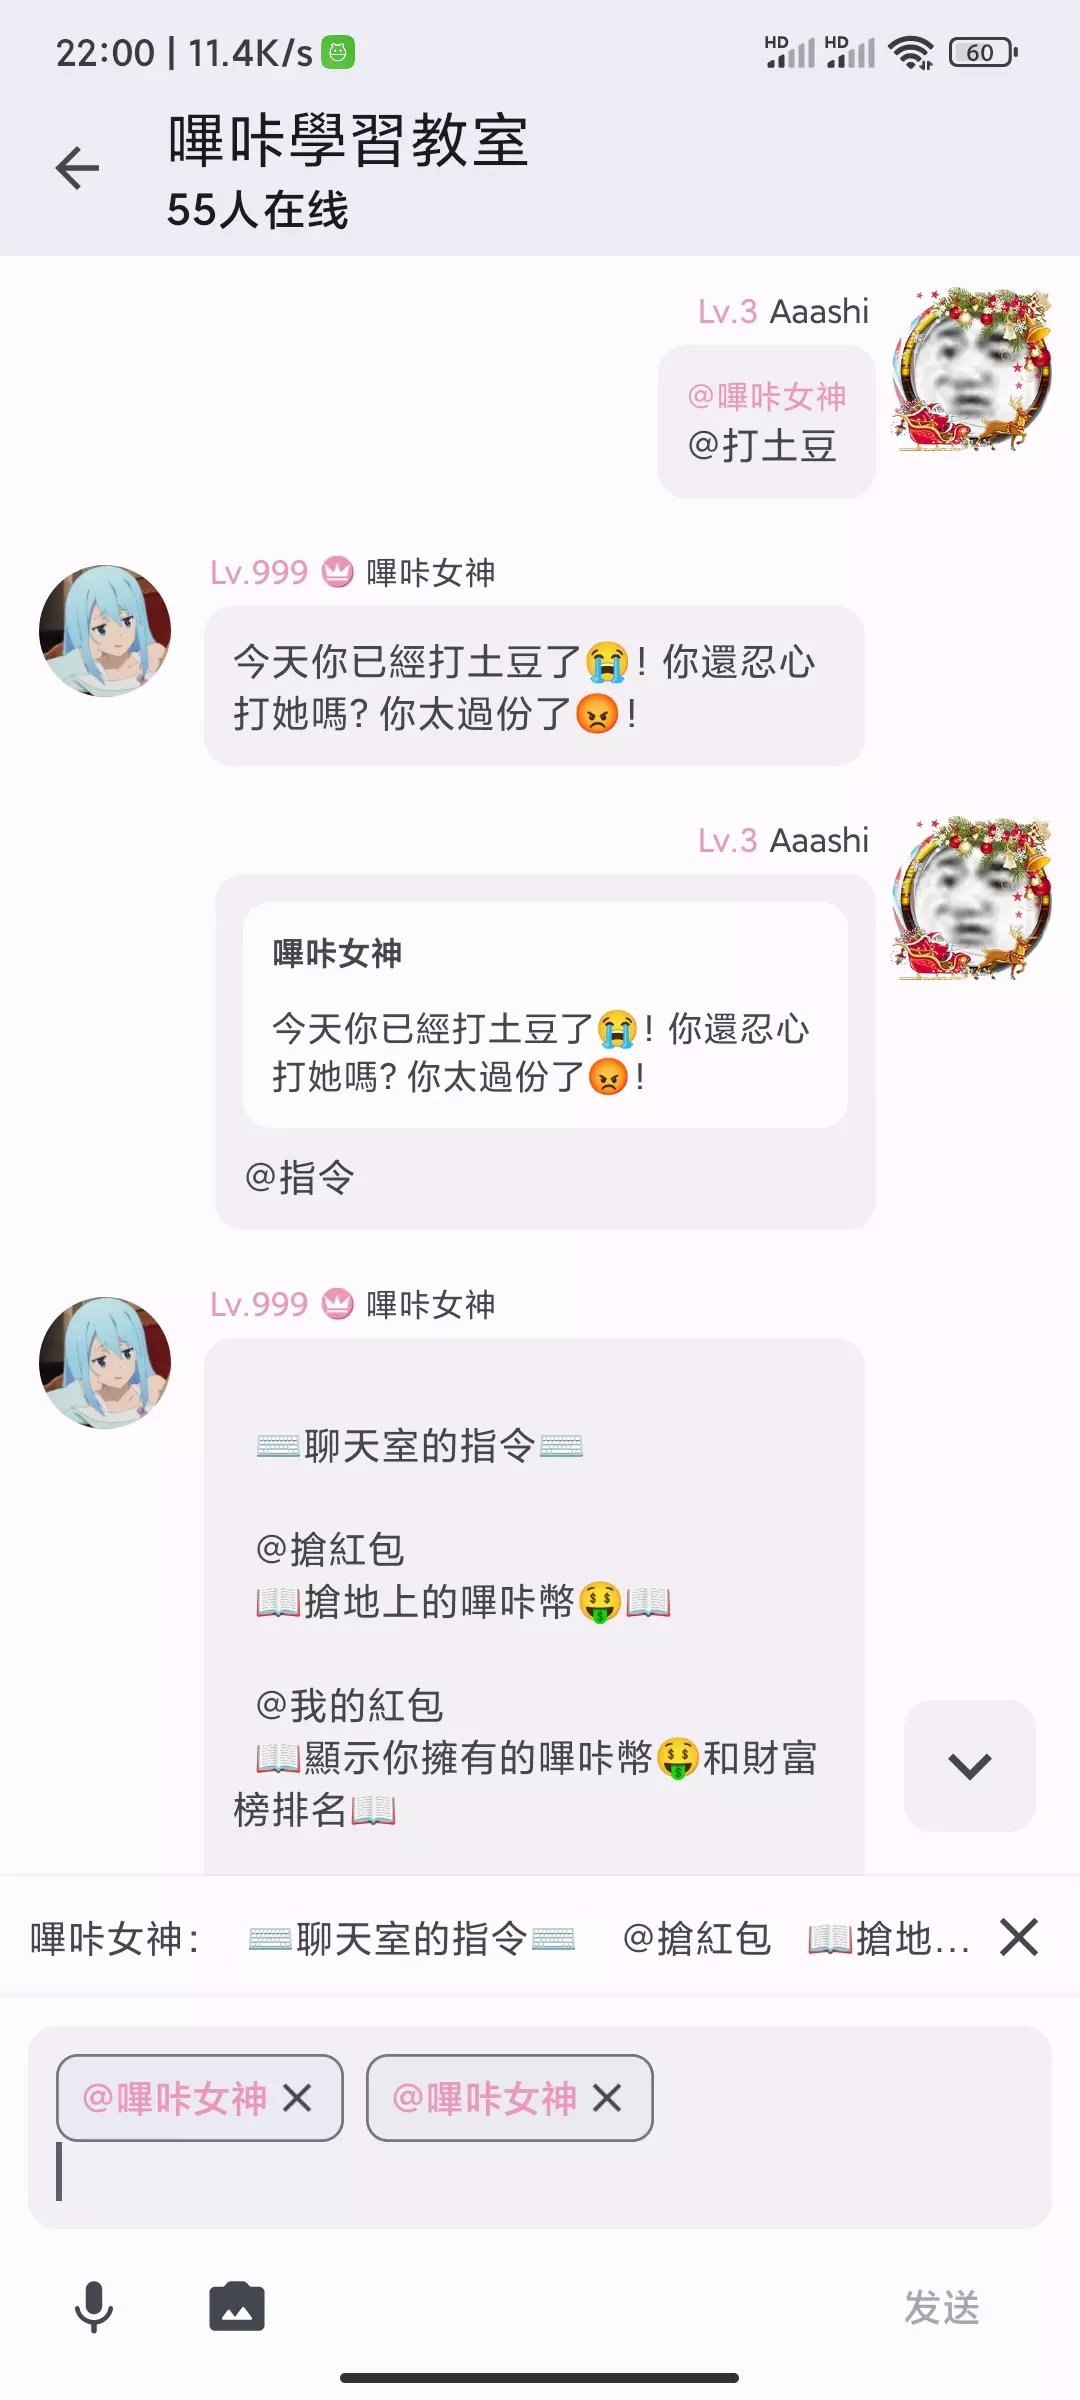 22:00 | 11.4K/s
HD HD 60
嗶咔學習教室
55人在线
Lv.3 Aaashi
@嗶咔女神
@打土豆
Lv.999 嗶咔女神
今天你已經打土豆了😭! 你還忍心
打她嗎? 你太過份了😡!
Lv.3 Aaashi
嗶咔女神
今天你已經打土豆了😭! 你還忍心
打她嗎? 你太過份了😡!
@指令
Lv.999 嗶咔女神
⌨️聊天室的指令⌨️
@搶紅包
📖搶地上的嗶咔幣🤑📖
@我的紅包
📖顯示你擁有的嗶咔幣🤑和財富
榜排名📖
嗶咔女神: ⌨️聊天室的指令⌨️ @搶紅包 📖搶地...
@嗶咔女神 @嗶咔女神
发送